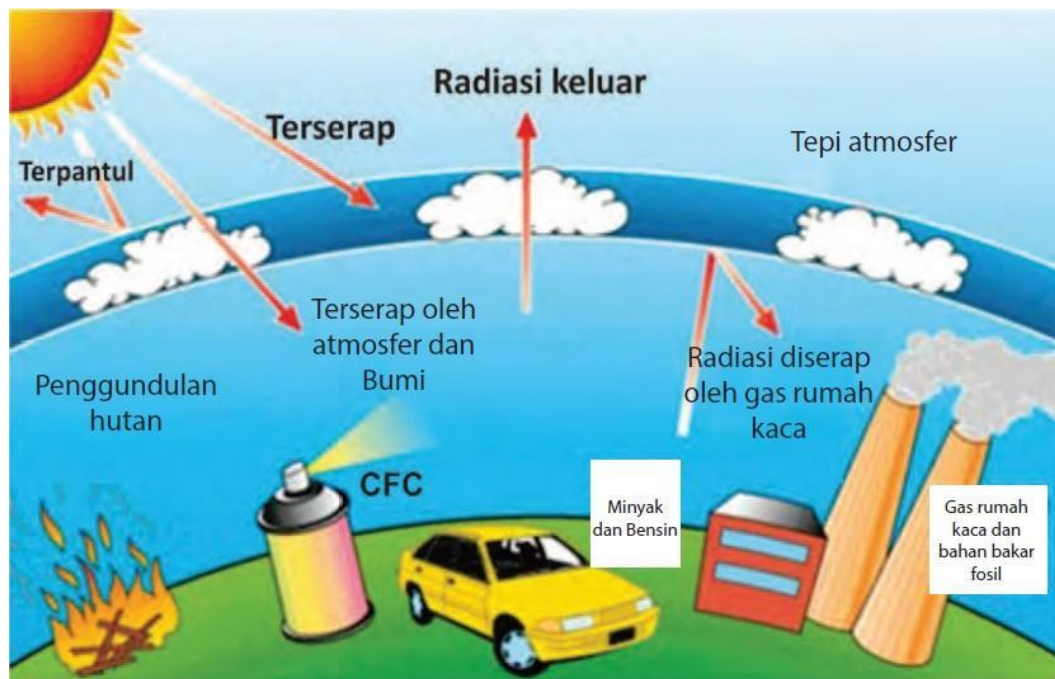 Radiasi keluar
Terserap
Tepi atmosfer
Terpantul
Terserap oleh
atmosfer dan
Bumi
Radiasi diserap
oleh gas rumah
kaca
Penggundulan
hutan
CFC
Minyak
dan Bensin
Gas rumah
kaca dan
bahan bakar
fosil